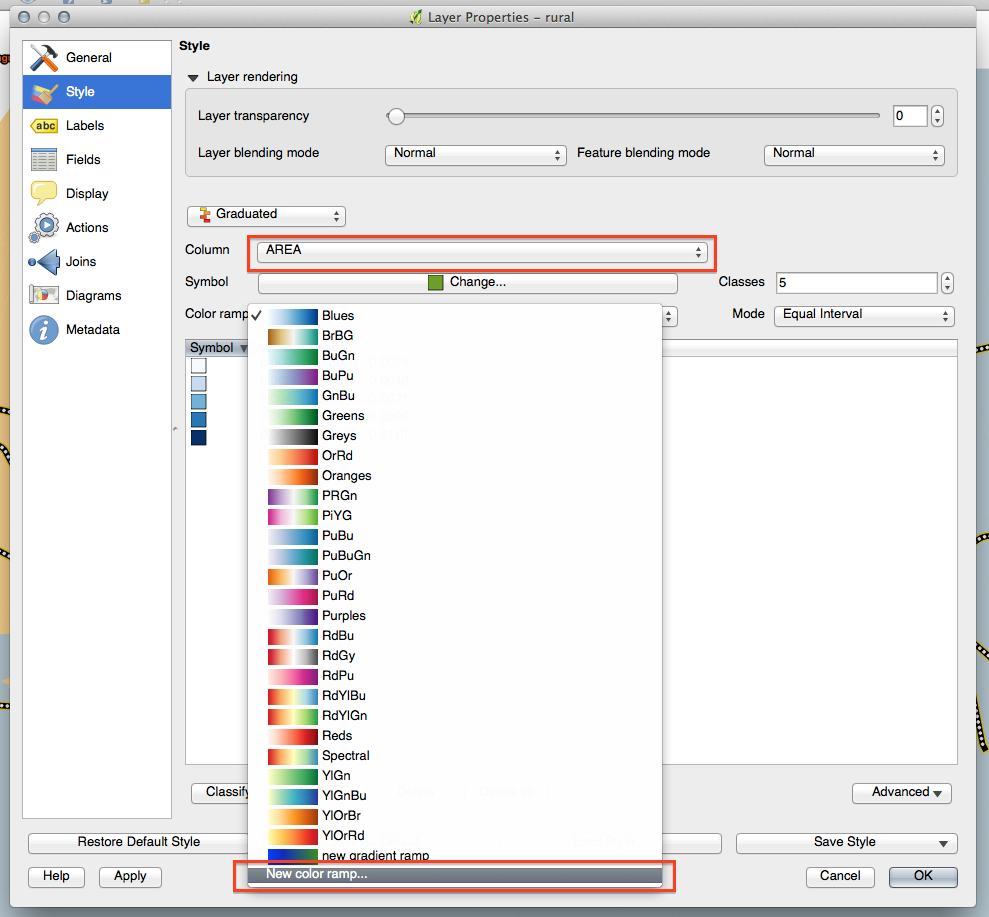 Layer Properties - rural
General
Style
Labels
Fields
Display
Actions
Joins
Diagrams
Metadata
abc
Style
Layer rendering
Layer transparency
0
Layer blending mode
Normal
Feature blending mode
Normal
Graduated
Column
AREA
Symbol
Change...
Classes
5
Color ramp
Mode
Equal Interval
Symbol
Blues
BrBG
BuGn
BuPu
GnBu
Greens
Greys
OrRd
Oranges
PRGn
PiYG
PuBu
PuBuGn
PuOr
PuRd
Purples
RdBu
RdGy
RdPu
RdYlBu
RdYlGn
Reds
Spectral
YlGn
YlGnBu
YlOrBr
YlOrRd
new gradient ramp
New color ramp...
Classify
Advanced
Restore Default Style
Save Style
Help
Apply
Cancel
OK